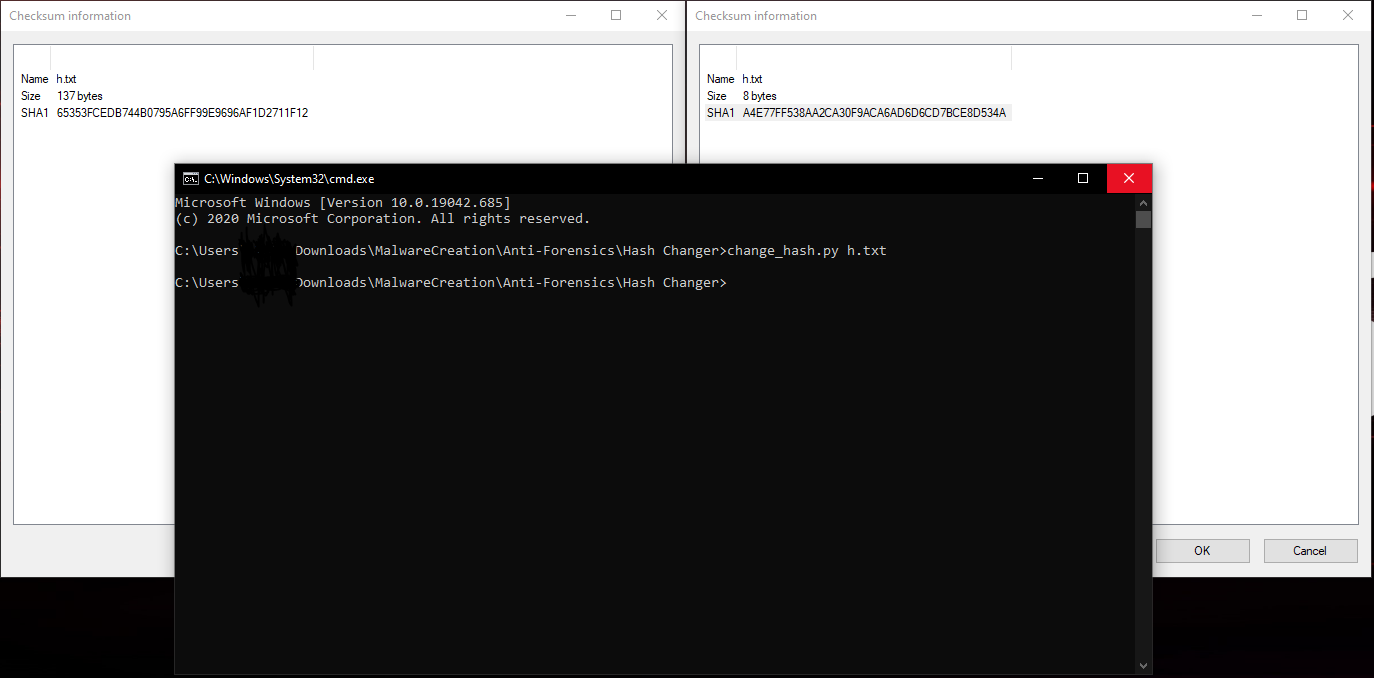 Checksum information
Name h.txt
Size 137 bytes
SHA1 65353FCEDB744B0795A6FF99E9696AF1D2711F12
Checksum information
Name h.txt
Size 8 bytes
SHA1 A4E77FF538AA2CA30F9ACA6AD6D6CD7BCE8D534A
C:\Windows\System32\cmd.exe
Microsoft Windows [Version 10.0.19042.685]
(c) 2020 Microsoft Corporation. All rights reserved.
C:\Users Downloads\MalwareCreation\Anti-Forensics\Hash Changer>change_hash.py h.txt
C:\Users Downloads\MalwareCreation\Anti-Forensics\Hash Changer>
OK
Cancel